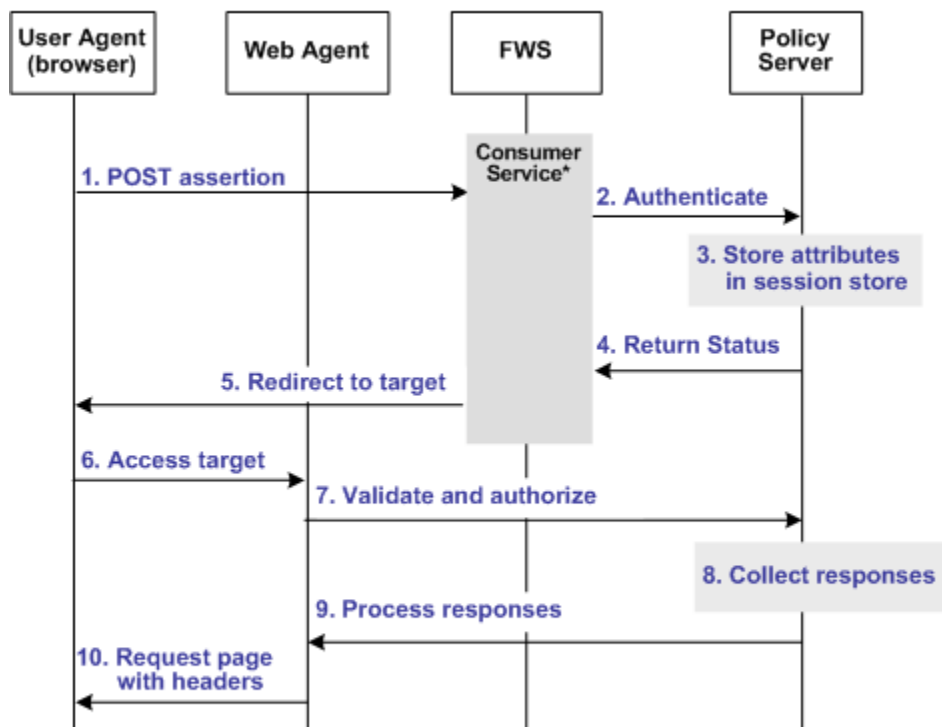 User Agent
(browser)
Web Agent
FWS
Policy
Server
Consumer
Service*
1. POST assertion
2. Authenticate
3. Store attributes
in session store
4. Return Status
5. Redirect to target
6. Access target
7. Validate and authorize
8. Collect responses
9. Process responses
10. Request page
with headers